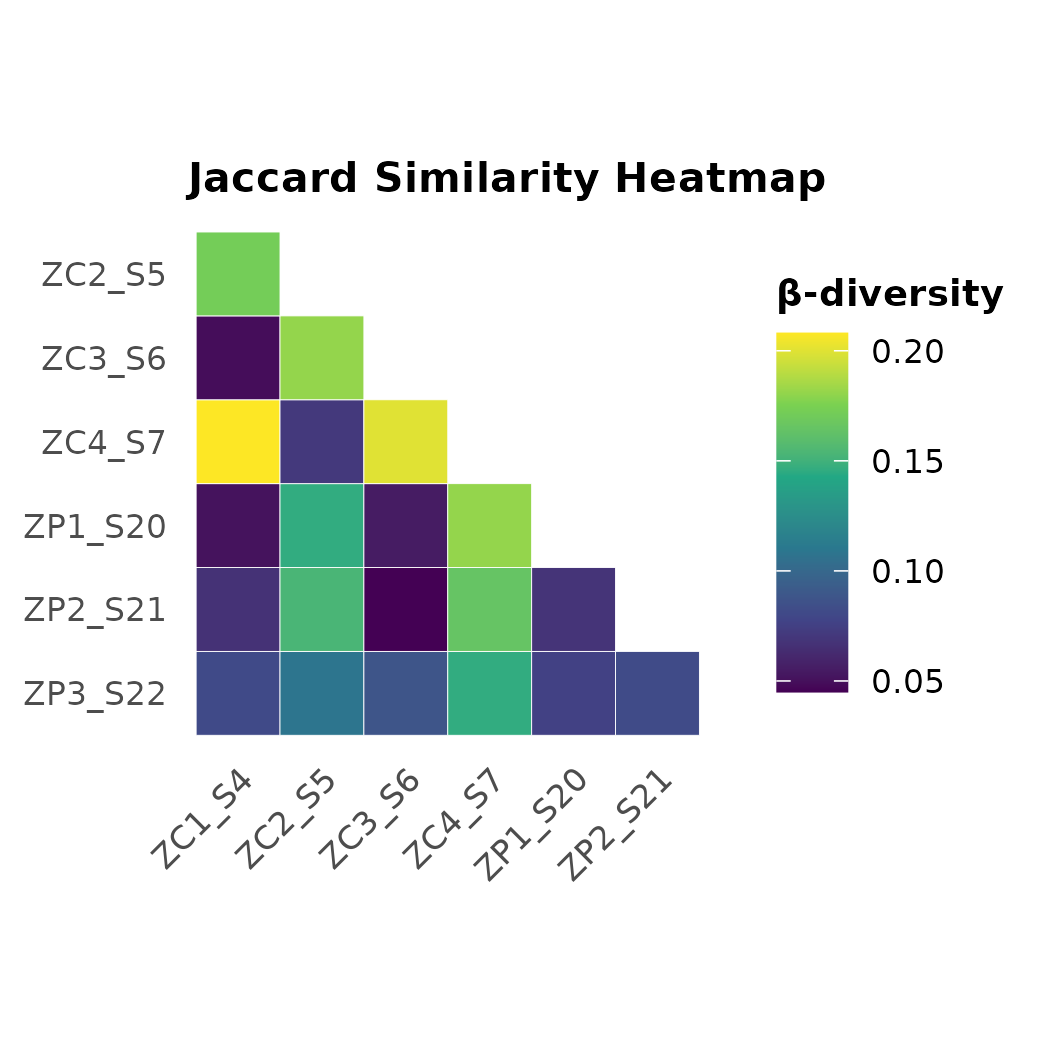 Jaccard Similarity Heatmap
ZC2_S5
ZC3_S6
ZC4_S7
ZP1_S20
ZP2_S21
ZP3_S22
ZC1_S4
ZC2_S5
ZC3_S6
ZC4_S7
ZP1_S20
ZP2_S21
β-diversity
0.20
0.15
0.10
0.05